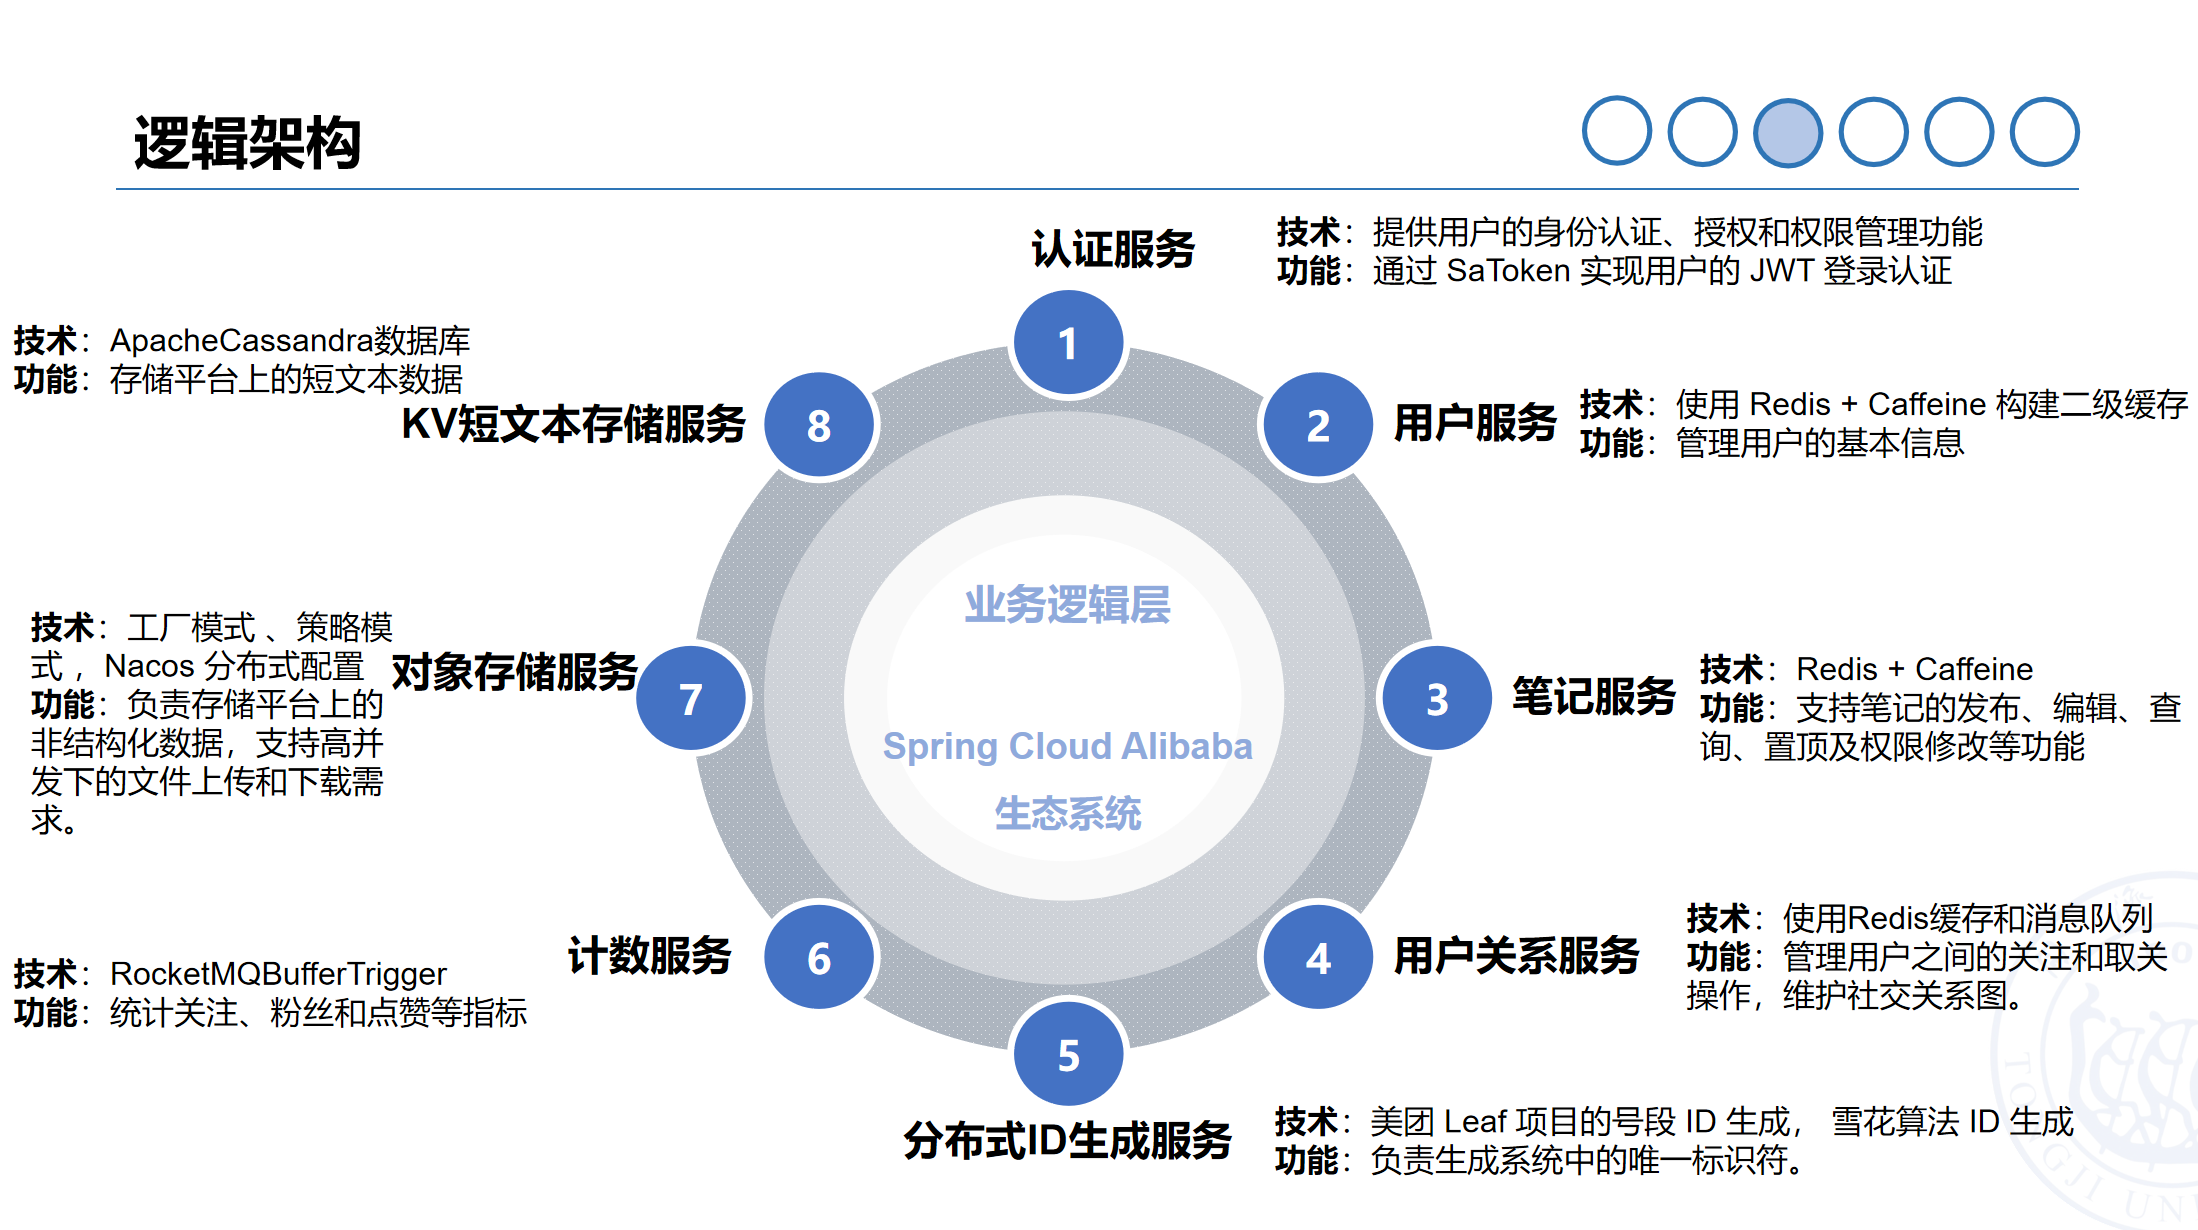 逻辑架构
认证服务
技术：提供用户的身份认证、授权和权限管理功能
功能：通过 SaToken 实现用户的 JWT 登录认证
1
技术：ApacheCassandra数据库
功能：存储平台上的短文本数据
KV短文本存储服务
8
2
用户服务
技术：使用 Redis + Caffeine 构建二级缓存
功能：管理用户的基本信息
业务逻辑层
Spring Cloud Alibaba
生态系统
技术：工厂模式 、策略模
式 ，Nacos 分布式配置
功能：负责存储平台上的
非结构化数据，支持高并
发下的文件上传和下载需
求。
对象存储服务
7
3
笔记服务
技术：Redis + Caffeine
功能：支持笔记的发布、编辑、查
询、置顶及权限修改等功能
计数服务
6
技术：RocketMQBufferTrigger
功能：统计关注、粉丝和点赞等指标
4
用户关系服务
技术：使用Redis缓存和消息队列
功能：管理用户之间的关注和取关
操作，维护社交关系图。
5
分布式ID生成服务
技术：美团 Leaf 项目的号段 ID 生成， 雪花算法 ID 生成
功能：负责生成系统中的唯一标识符。
TONGJI UN